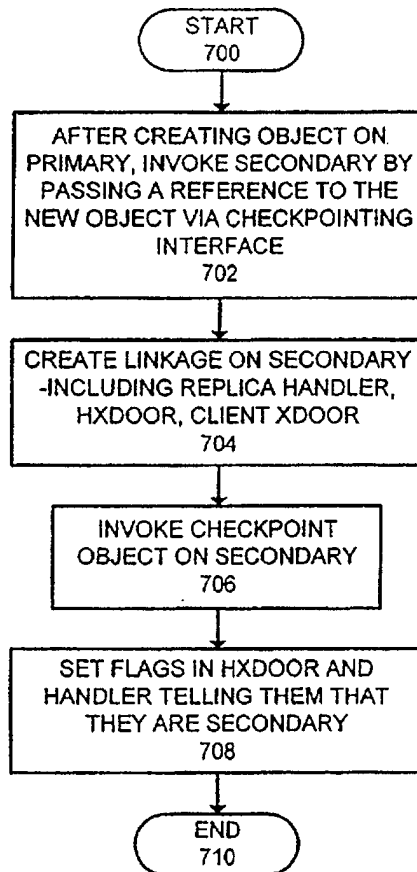 START
700
AFTER CREATING OBJECT ON
PRIMARY, INVOKE SECONDARY BY
PASSING A REFERENCE TO THE
NEW OBJECT VIA CHECKPOINTING
INTERFACE
702
CREATE LINKAGE ON SECONDARY
-INCLUDING REPLICA HANDLER,
HXDOOR, CLIENT XDOOR
704
INVOKE CHECKPOINT
OBJECT ON SECONDARY
706
SET FLAGS IN HXDOOR AND
HANDLER TELLING THEM THAT
THEY ARE SECONDARY
708
END
710